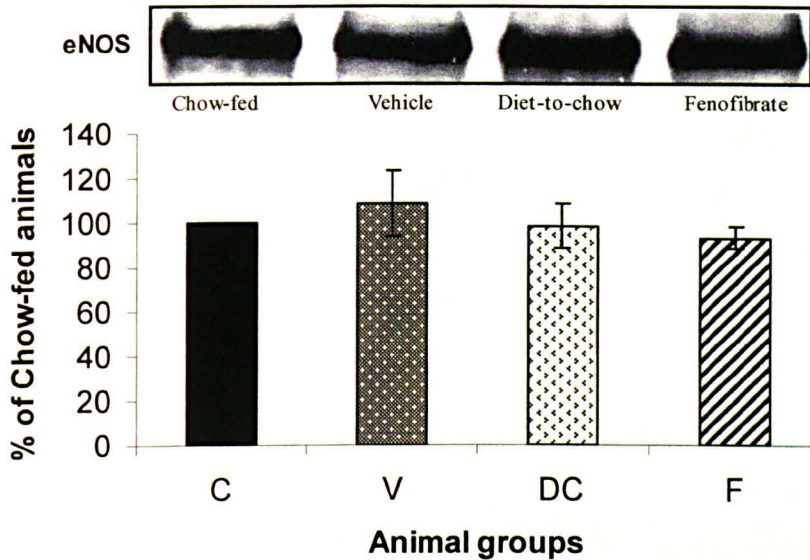 eNOS
Chow-fed Vehicle Diet-to-chow Fenofibrate
% of Chow-fed animals
140
120
100
80
60
40
20
0
C V DC F
Animal groups